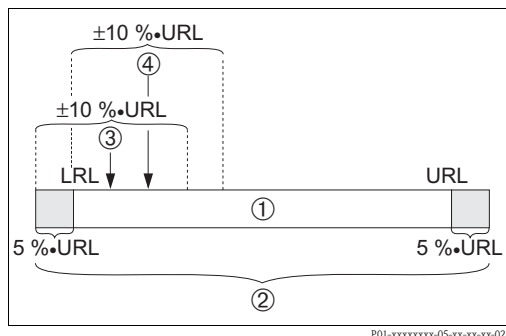 ±10 %•URL
④
±10 %•URL
③
LRL
URL
①
5 %•URL
5 %•URL
②
P01-xxxxxxxx-05-xx-xx-xx-02